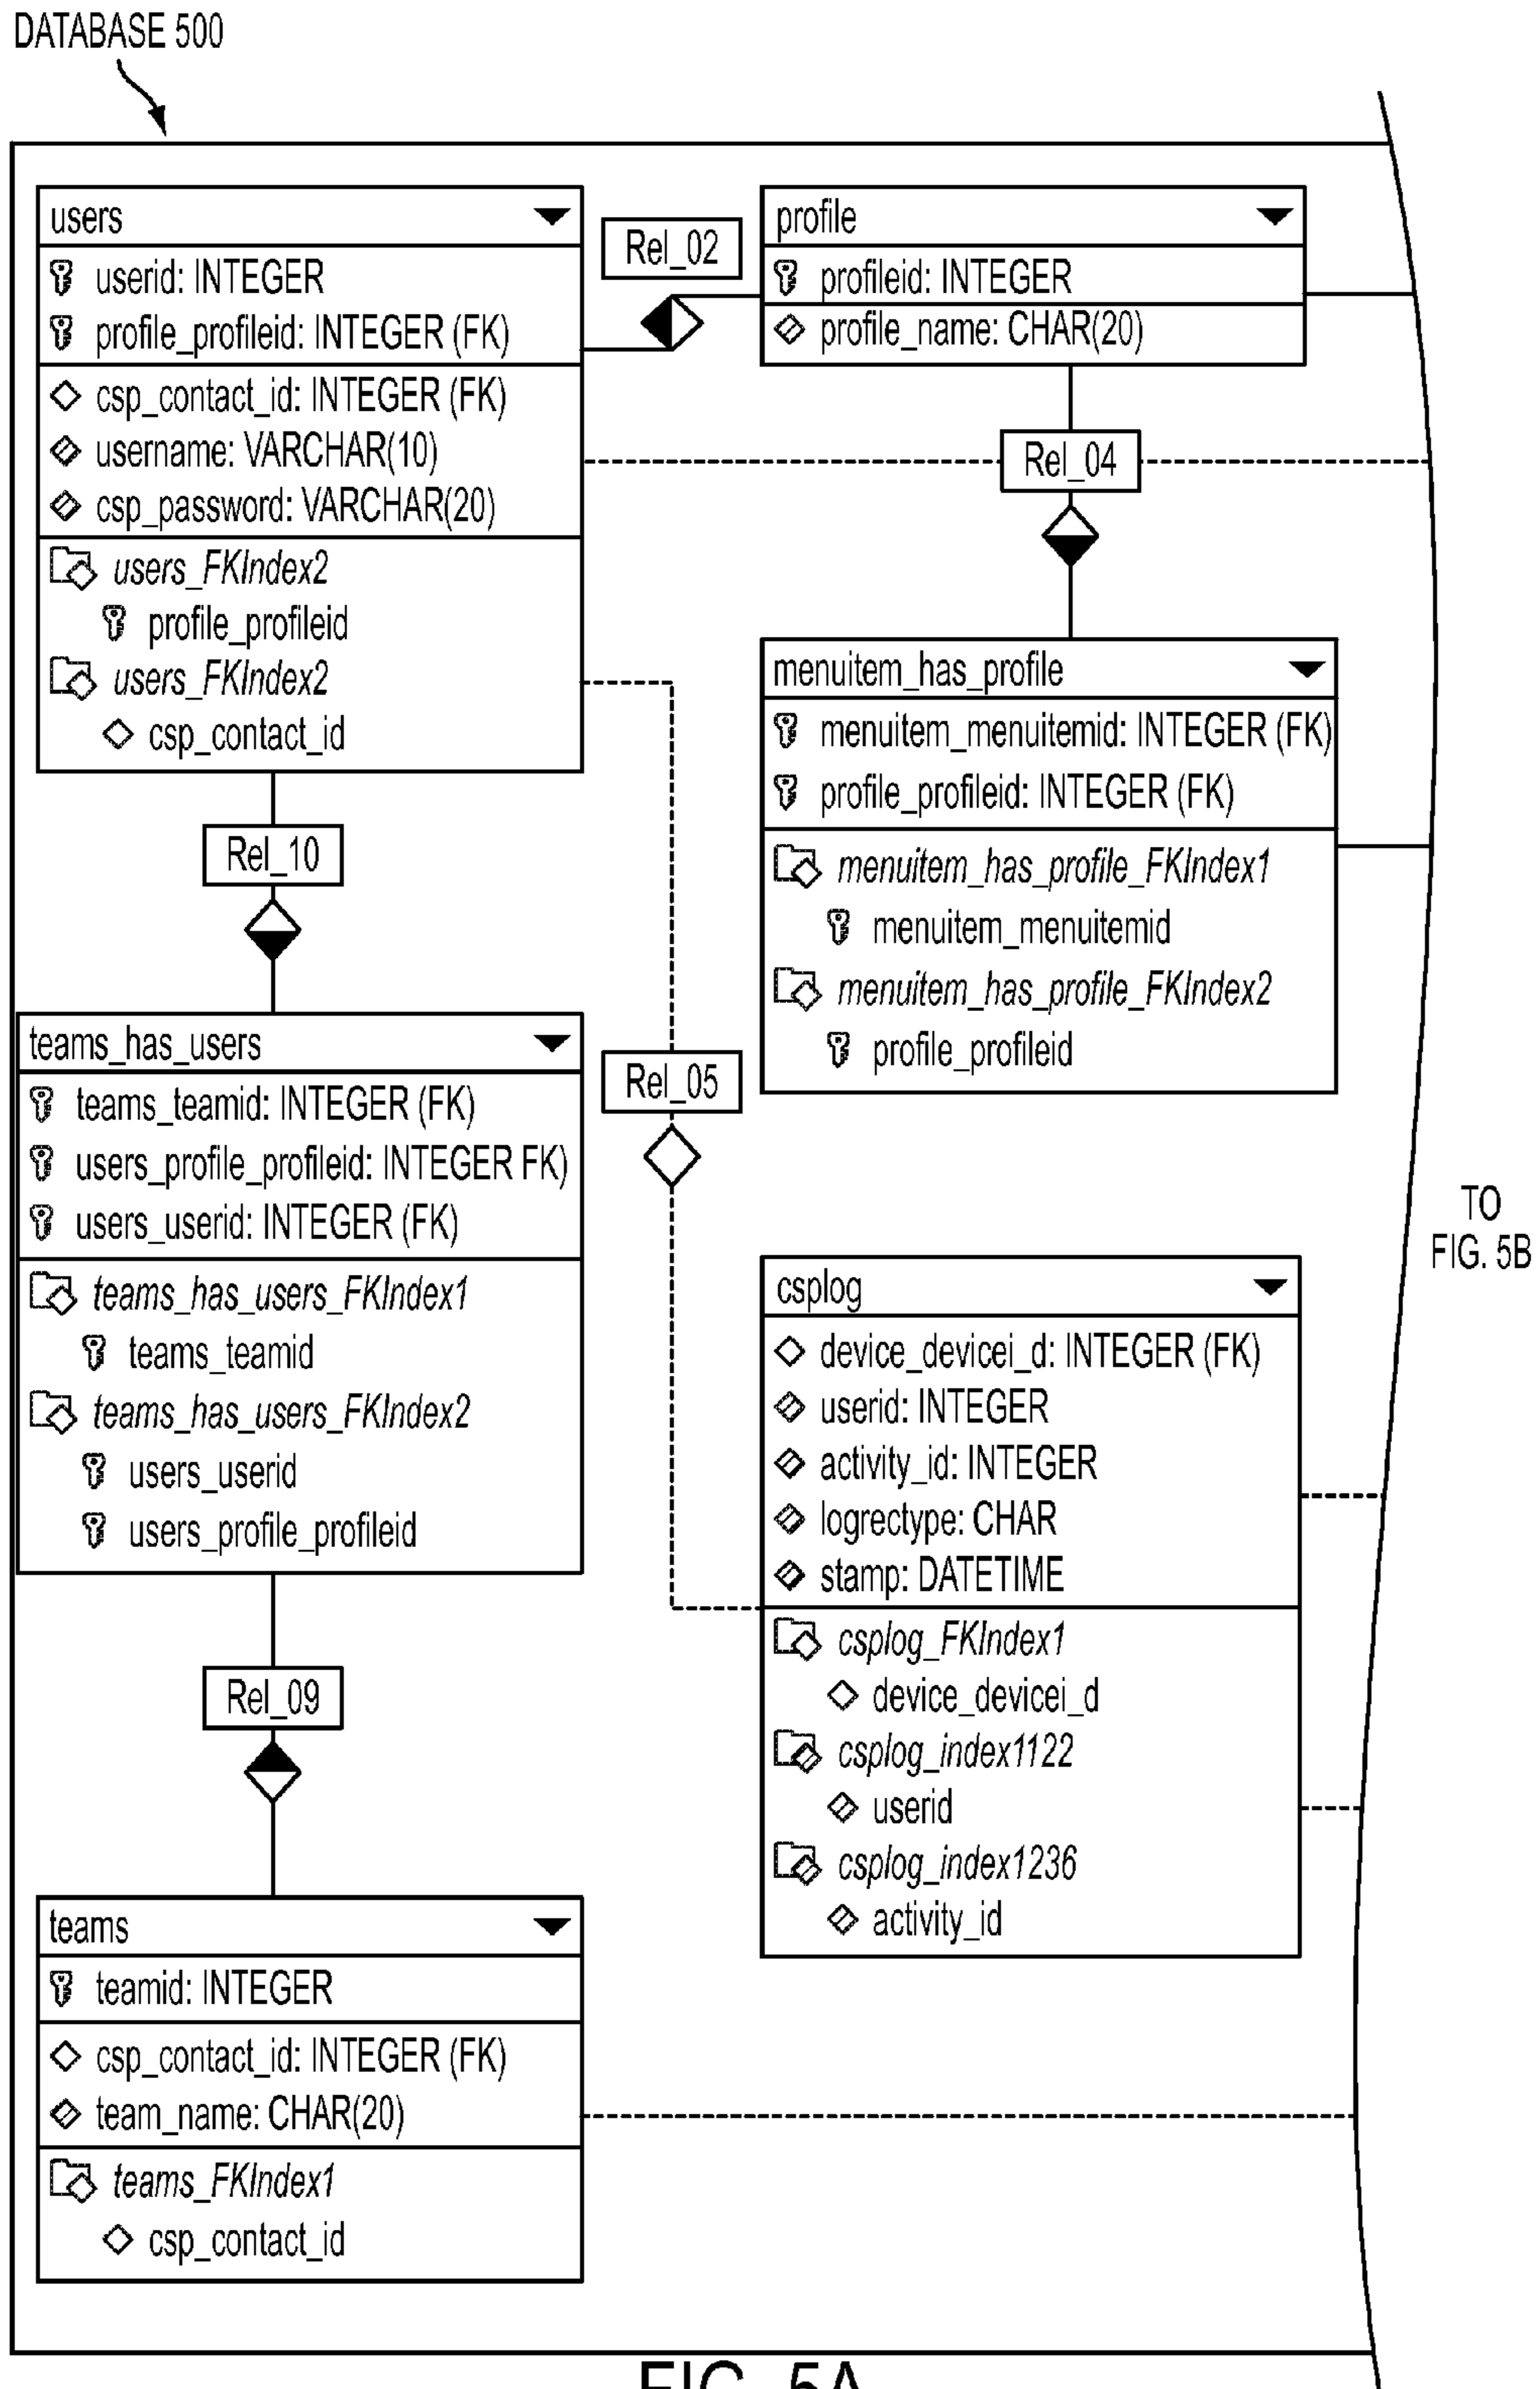 DATABASE 500
users
userid: INTEGER
profile_profileid: INTEGER (FK)
csp_contact_id: INTEGER (FK)
username: VARCHAR(10)
csp_password: VARCHAR(20)
users_FKIndex2
profile_profileid
users_FKIndex2
csp_contact_id
Rel_02
profile
profileid: INTEGER
profile_name: CHAR(20)
Rel_04
menuitem_has_profile
menuitem_menuitemid: INTEGER (FK)
profile_profileid: INTEGER (FK)
menuitem_has_profile_FKIndex1
menuitem_menuitemid
menuitem_has_profile_FKIndex2
profile_profileid
Rel_10
teams_has_users
teams_teamid: INTEGER (FK)
users_profile_profileid: INTEGER FK)
users_userid: INTEGER (FK)
teams_has_users_FKIndex1
teams_teamid
teams_has_users_FKIndex2
users_userid
users_profile_profileid
Rel_05
csplog
device_devicei_d: INTEGER (FK)
userid: INTEGER
activity_id: INTEGER
logrectype: CHAR
stamp: DATETIME
csplog_FKIndex1
device_devicei_d
csplog_index1122
userid
csplog_index1236
activity_id
TO
FIG. 5B
Rel_09
teams
teamid: INTEGER
csp_contact_id: INTEGER (FK)
team_name: CHAR(20)
teams_FKIndex1
csp_contact_id
FIG. 5A